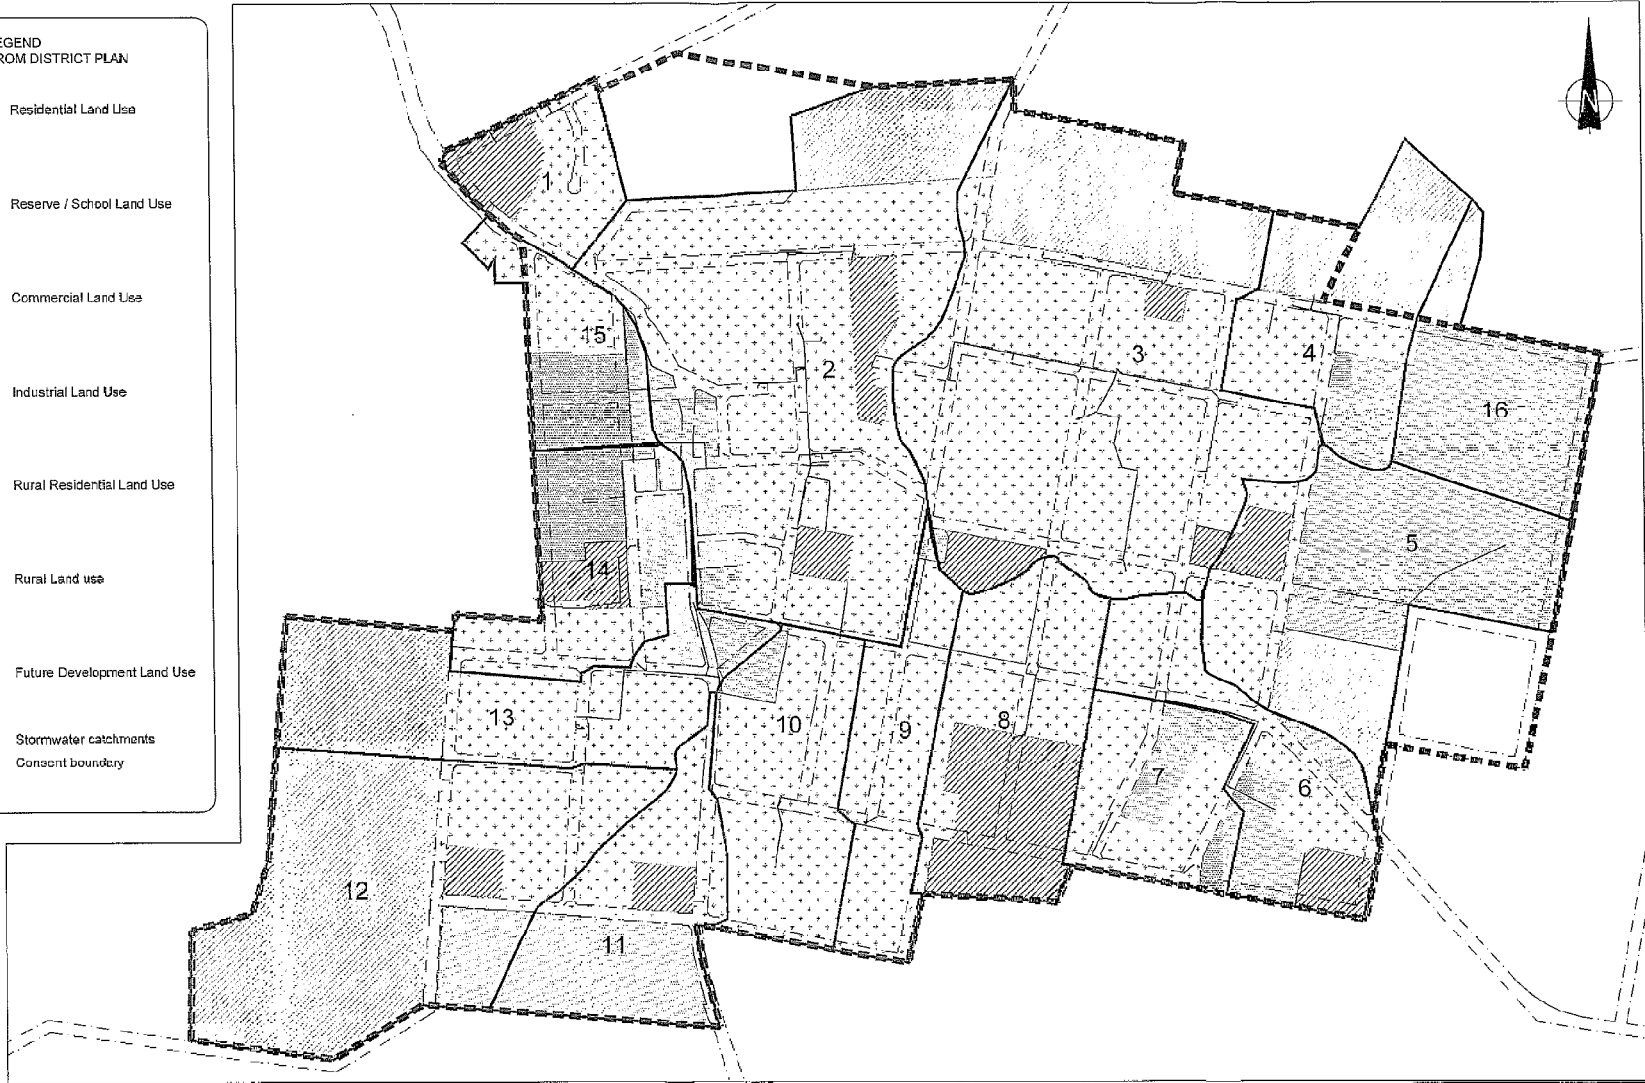 EGEND
ROM DISTRICT PLAN
Residential Land Use
Reserve / School Land Use
Commercial Land Use
Industrial Land Use
Rural Residential Land Use
Rural Land use
Future Development Land Use
Stormwater catchments
Consent boundary
N
1
15
2
3
4
16
5
14
13
10
9
8
7
6
12
11